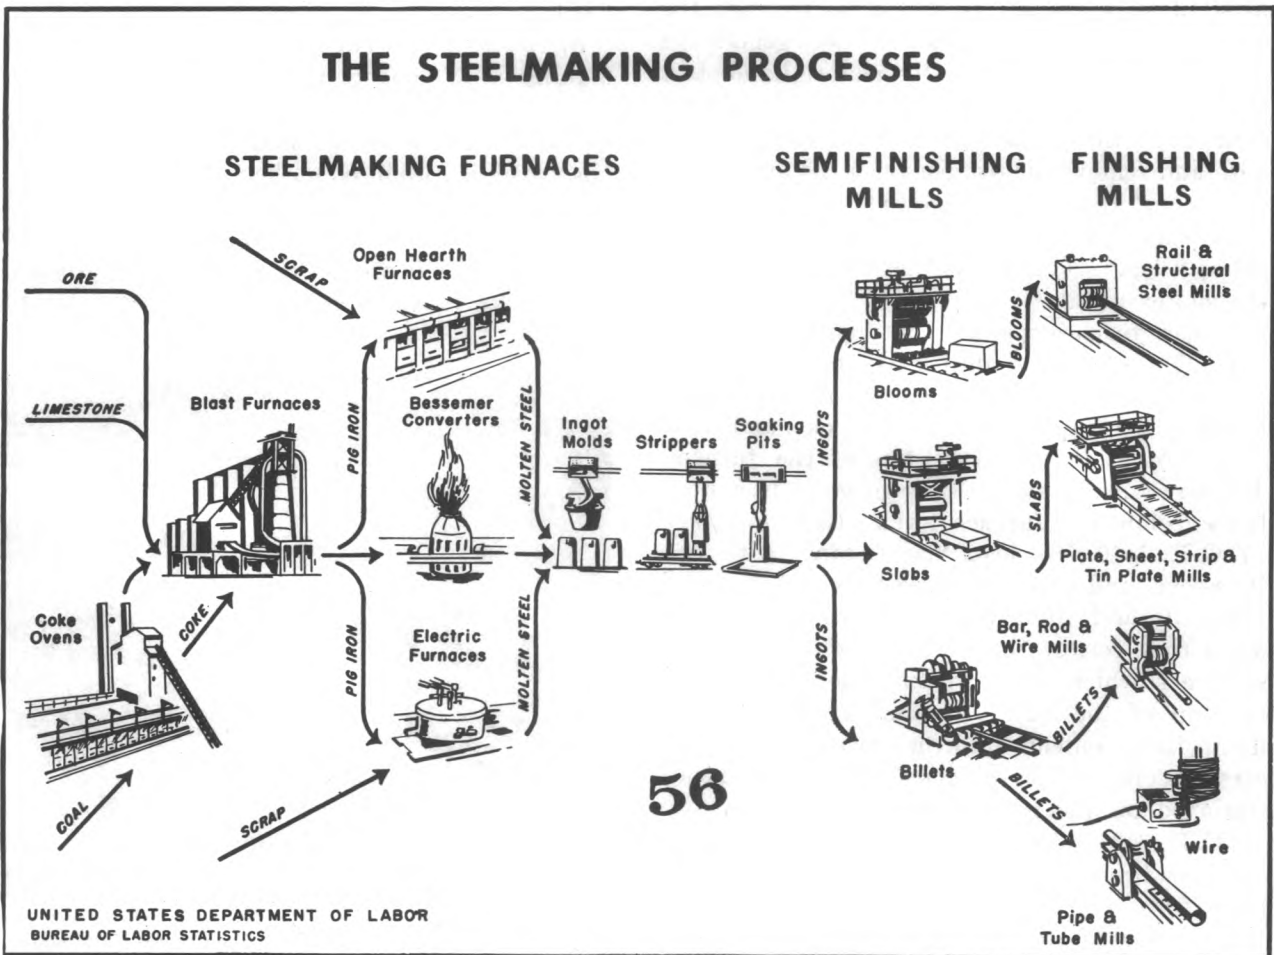 THE STEELMAKING PROCESSES
STEELMAKING FURNACES
SEMIFINISHING
MILLS
FINISHING
MILLS
ORE
LIMESTONE
SCRAP
Open Hearth
Furnaces
Blast Furnaces
PIG IRON
Bessemer
Converters
MOLTEN STEEL
Ingot
Molds
Strippers
Soaking
Pits
INGOTS
Blooms
BLOOMS
Rail &
Structural
Steel Mills
Slabs
SLABS
Plate, Sheet, Strip &
Tin Plate Mills
Coke
Ovens
COKE
COAL
PIG IRON
Electric
Furnaces
SCRAP
MOLTEN STEEL
INGOTS
Billets
BILLETS
Bar, Rod &
Wire Mills
BILLETS
Wire
Pipe &
Tube Mills
56
UNITED STATES DEPARTMENT OF LABOR
BUREAU OF LABOR STATISTICS